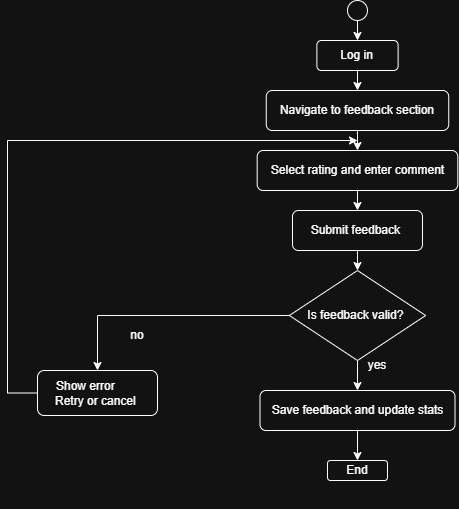 Log in
Navigate to feedback section
Select rating and enter comment
Submit feedback
Is feedback valid?
no
yes
Show error
Retry or cancel
Save feedback and update stats
End